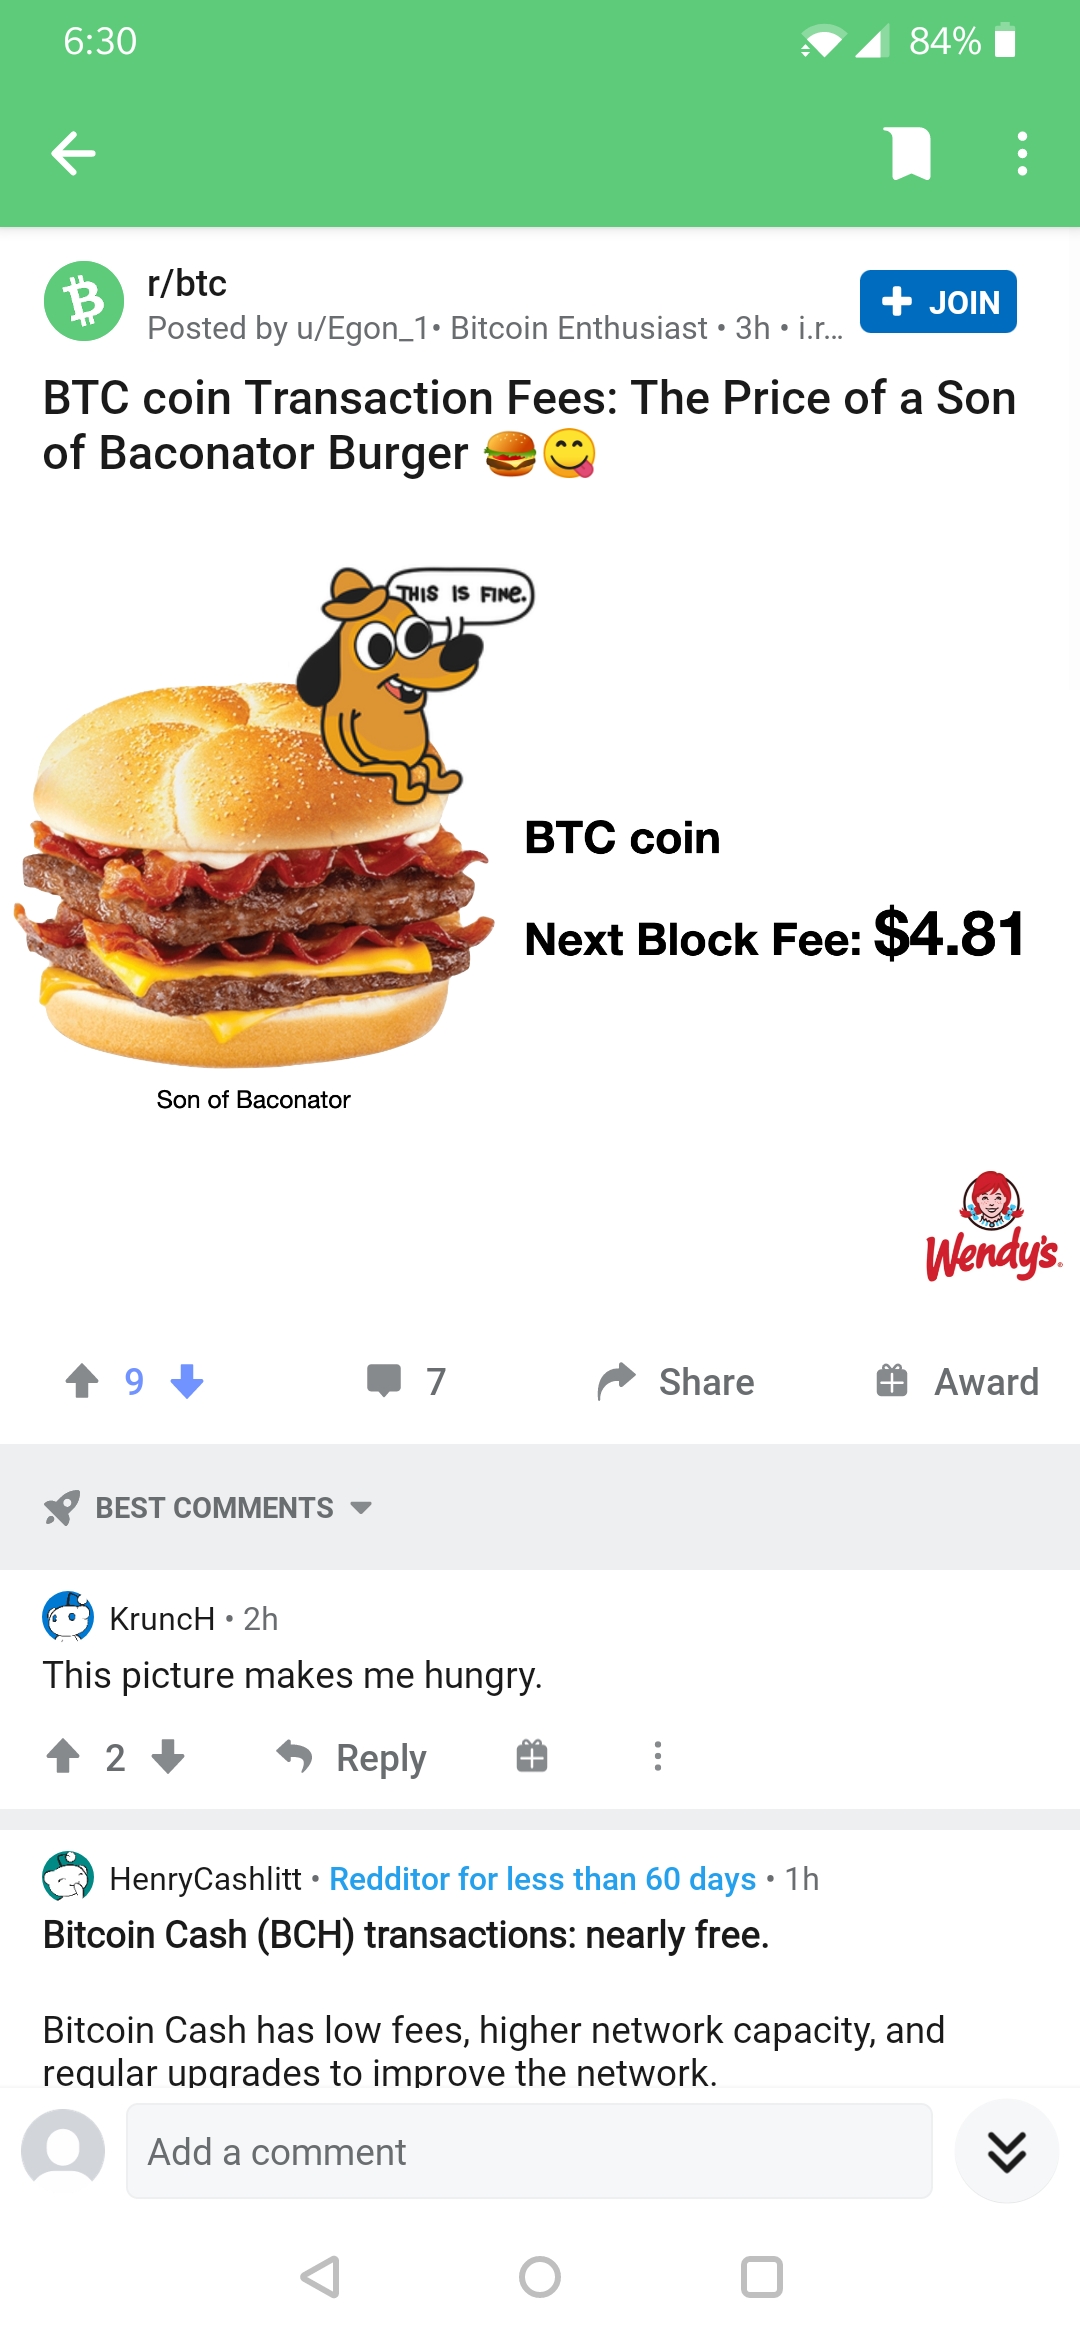 6:30
84%
r/btc
JOIN
Posted by u/Egon_1• Bitcoin Enthusiast • 3h • i.r...
BTC coin Transaction Fees: The Price of a Son
of Baconator Burger 🍔😋
THIS IS FINE.
BTC coin
Next Block Fee: $4.81
Son of Baconator
Wendy's
9
7
Share
Award
BEST COMMENTS
KruncH • 2h
This picture makes me hungry.
2
Reply
HenryCashlitt • Redditor for less than 60 days • 1h
Bitcoin Cash (BCH) transactions: nearly free.
Bitcoin Cash has low fees, higher network capacity, and
regular upgrades to improve the network.
Add a comment